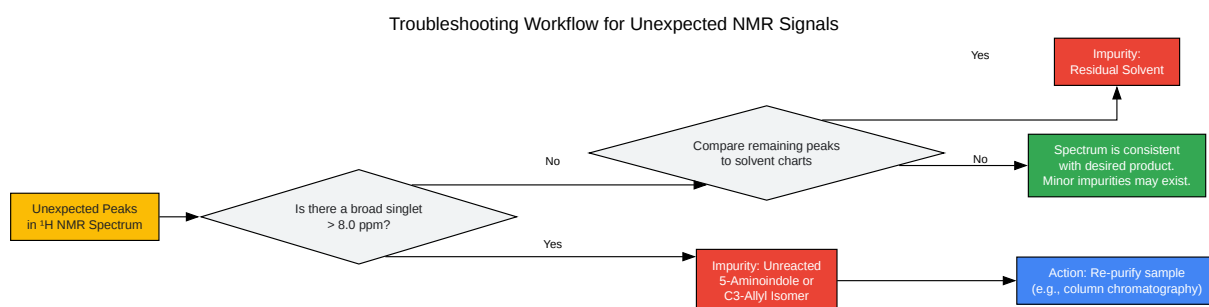 Troubleshooting Workflow for Unexpected NMR Signals
Unexpected Peaks
in ¹H NMR Spectrum
Is there a broad singlet
> 8.0 ppm?
No
Yes
Compare remaining peaks
to solvent charts
Yes
No
Impurity:
Residual Solvent
Spectrum is consistent
with desired product.
Minor impurities may exist.
Impurity: Unreacted
5-Aminoindole or
C3-Allyl Isomer
Action: Re-purify sample
(e.g., column chromatography)